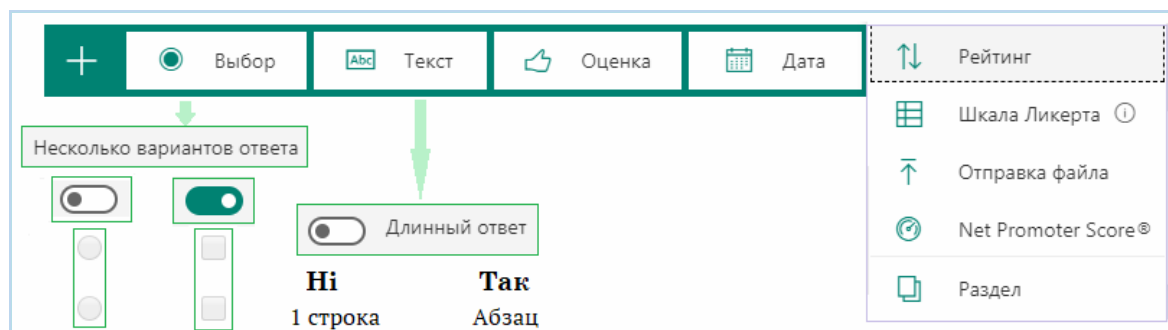 Выбор
Abc Текст
Оценка
Дата
Рейтинг
Шкала Ликерта
Отправка файла
Net Promoter Score®
Раздел
Несколько вариантов ответа
Длинный ответ
Ні Так
1 строка Абзац